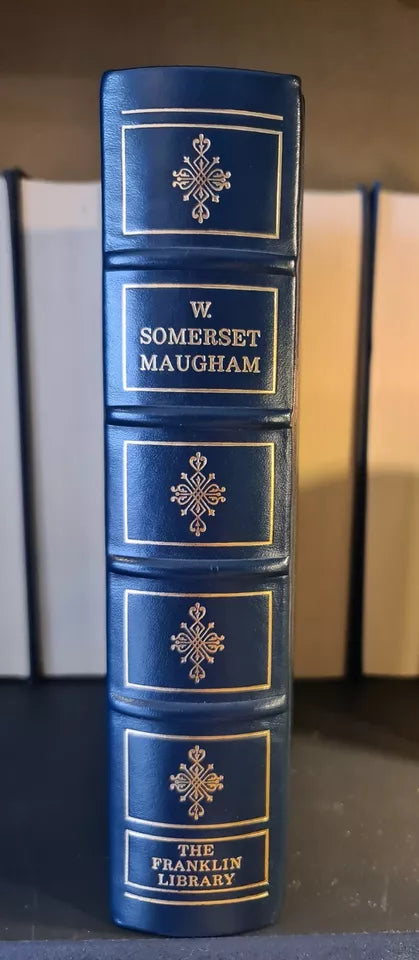 W.
SOMERSET
MAUGHAM
THE
FRANKLIN
LIBRARY